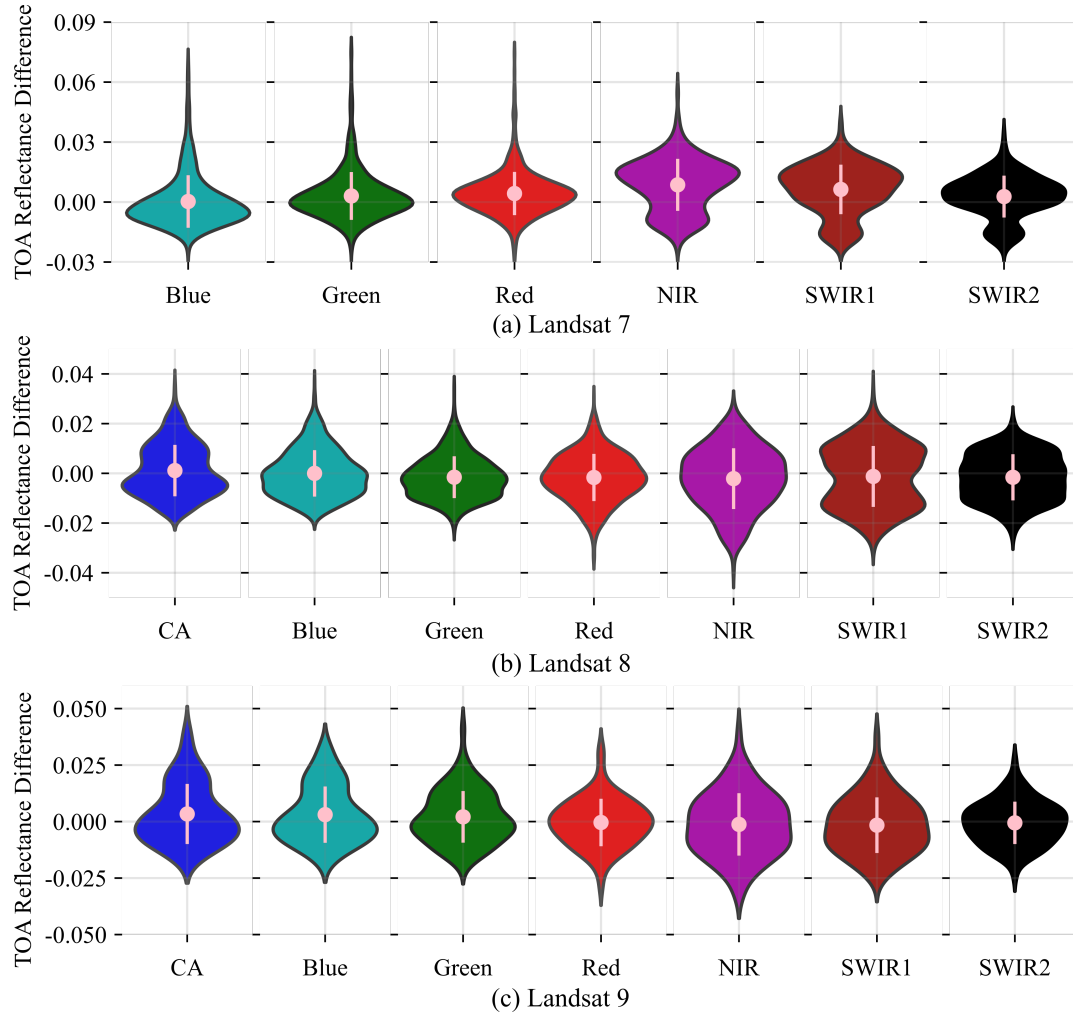 TOA Reflectance Difference
0.09
0.06
0.03
0.00
-0.03
Blue Green Red NIR SWIR1 SWIR2
(a) Landsat 7
TOA Reflectance Difference
0.04
0.02
0.00
-0.02
-0.04
CA Blue Green Red NIR SWIR1 SWIR2
(b) Landsat 8
TOA Reflectance Difference
0.050
0.025
0.000
-0.025
-0.050
CA Blue Green Red NIR SWIR1 SWIR2
(c) Landsat 9